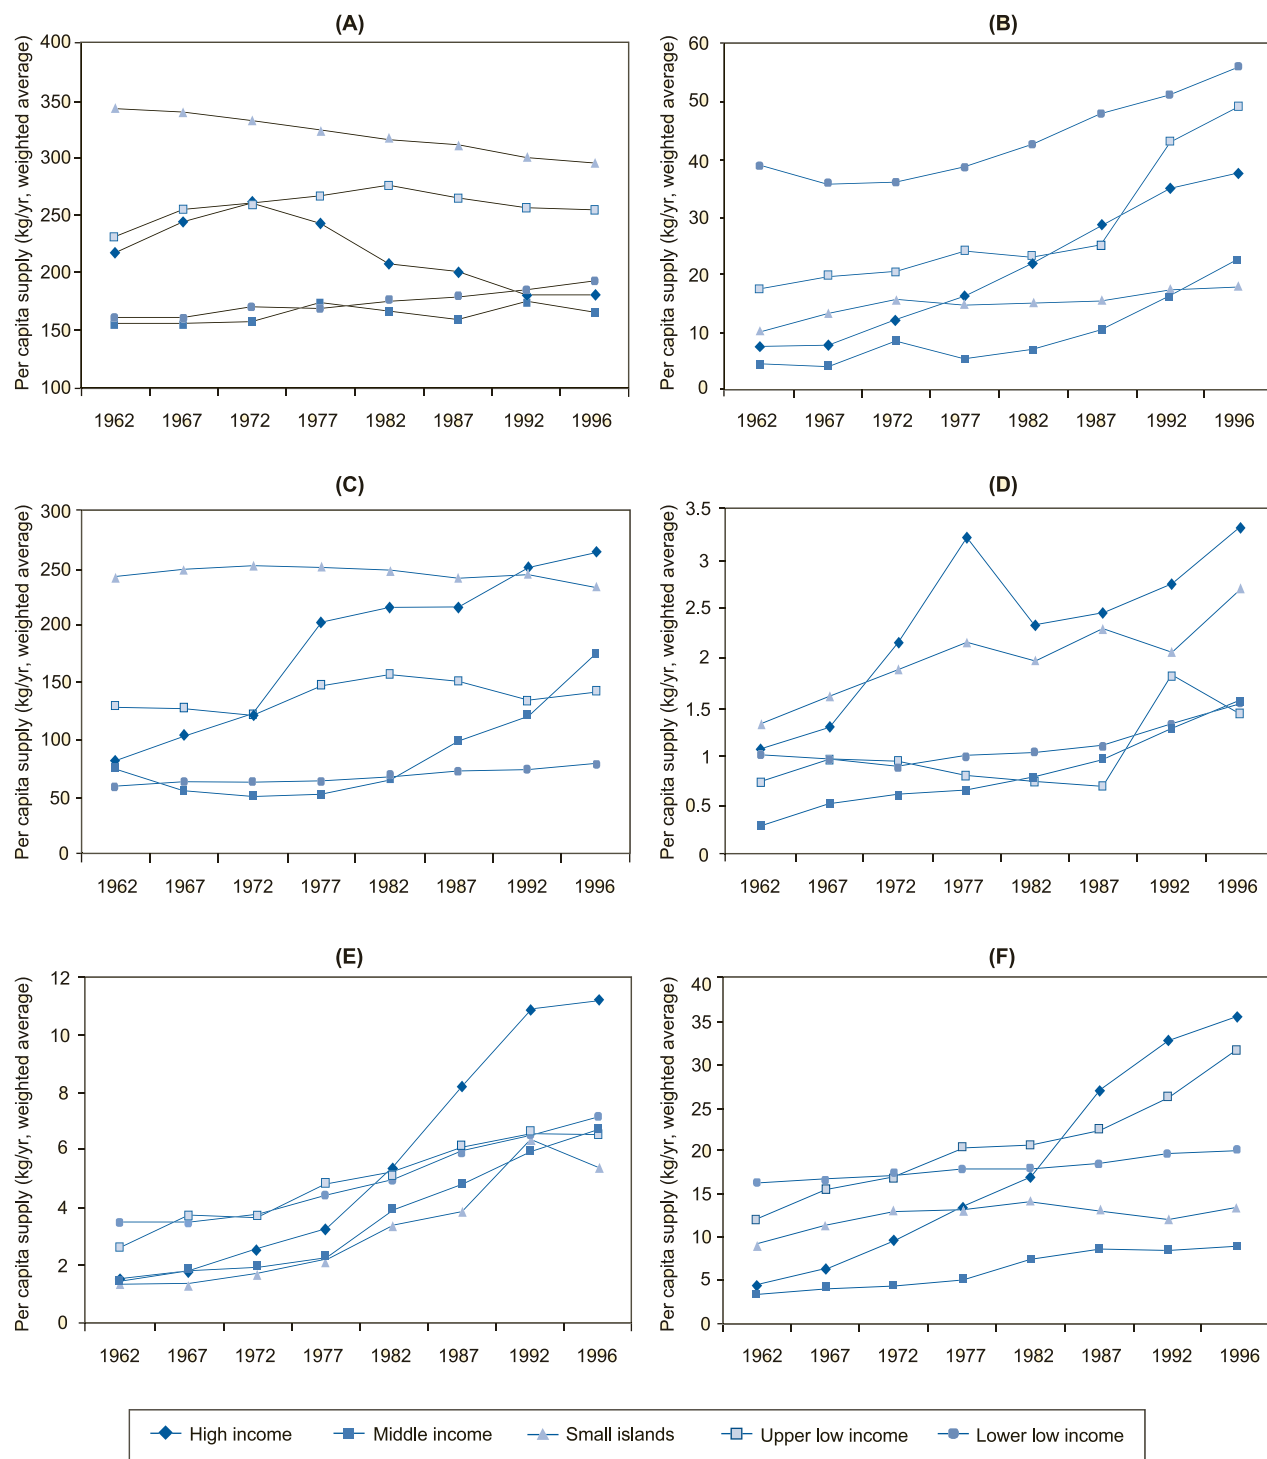 (A)
Per capita supply (kg/yr, weighted average)
400
350
300
250
200
150
100
1962 1967 1972 1977 1982 1987 1992 1996
(B)
Per capita supply (kg/yr, weighted average)
60
50
40
30
20
10
0
1962 1967 1972 1977 1982 1987 1992 1996
(C)
Per capita supply (kg/yr, weighted average)
300
250
200
150
100
50
0
1962 1967 1972 1977 1982 1987 1992 1996
(D)
Per capita supply (kg/yr, weighted average)
3.5
3
2.5
2
1.5
1
0.5
0
1962 1967 1972 1977 1982 1987 1992 1996
(E)
Per capita supply (kg/yr, weighted average)
12
10
8
6
4
2
0
1962 1967 1972 1977 1982 1987 1992 1996
(F)
Per capita supply (kg/yr, weighted average)
40
35
30
25
20
15
10
5
0
1962 1967 1972 1977 1982 1987 1992 1996
High income Middle income Small islands Upper low income Lower low income